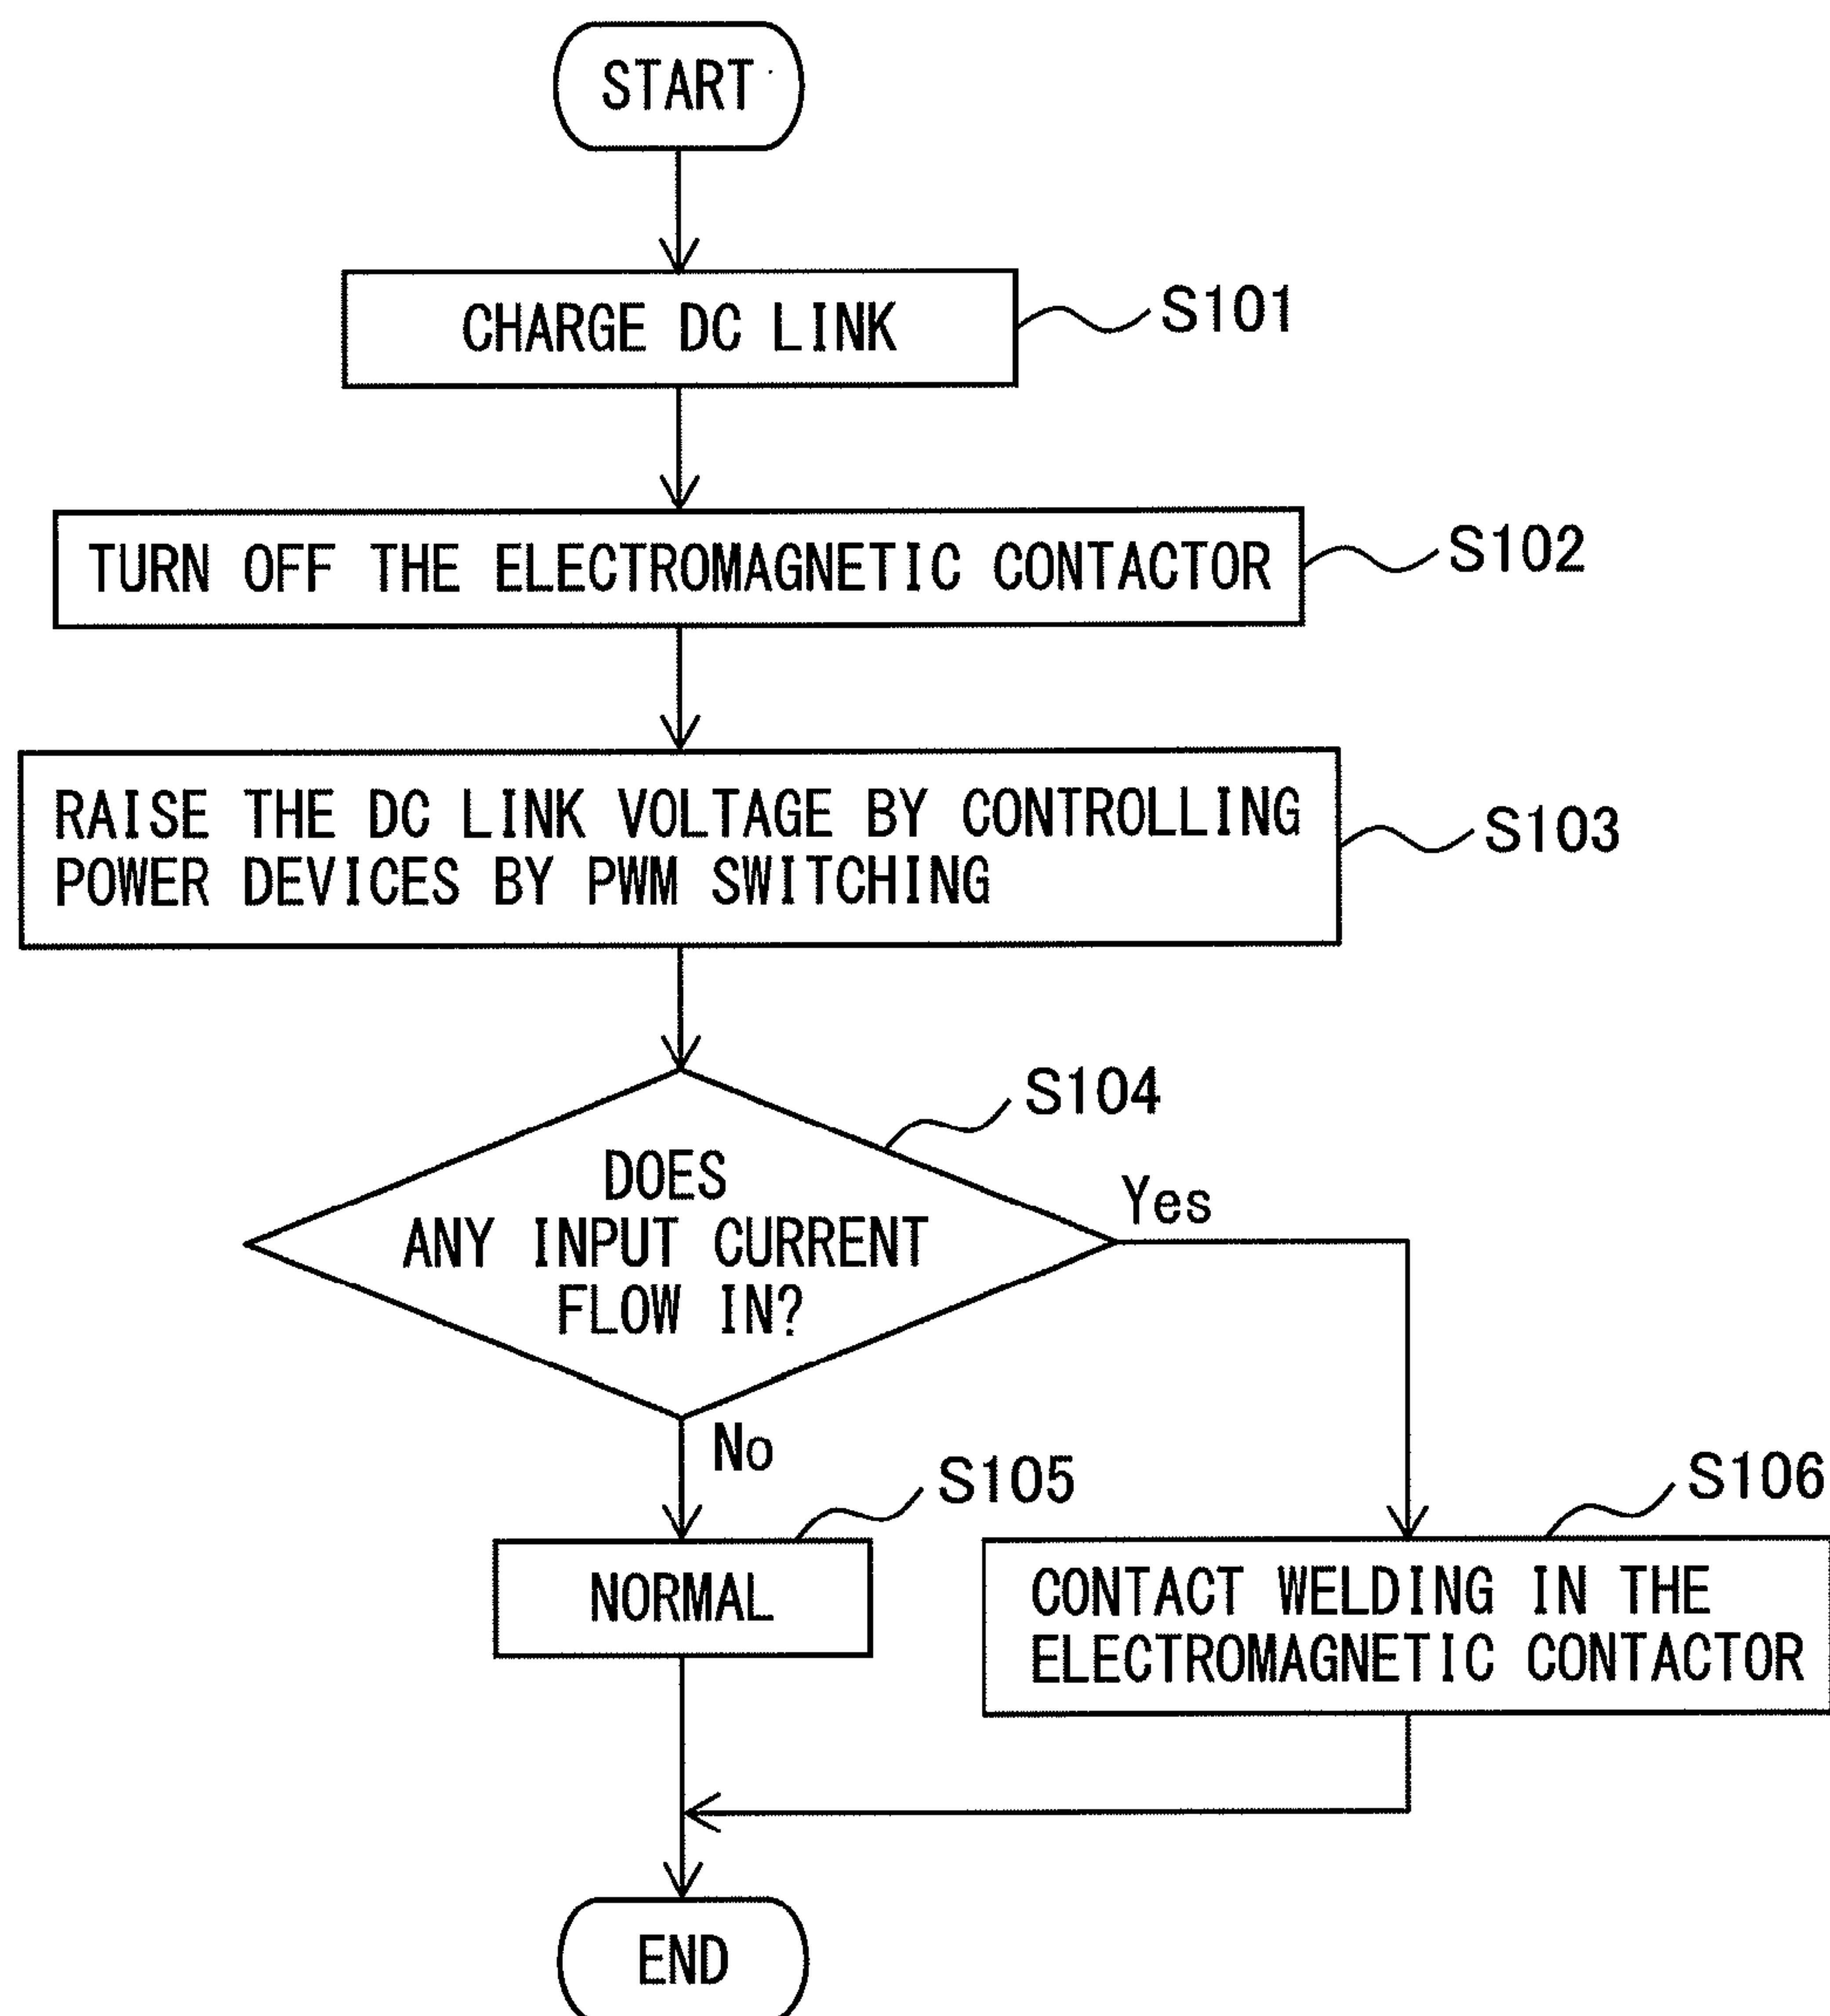 START
CHARGE DC LINK
S101
TURN OFF THE ELECTROMAGNETIC CONTACTOR
S102
RAISE THE DC LINK VOLTAGE BY CONTROLLING
POWER DEVICES BY PWM SWITCHING
S103
S104
DOES
ANY INPUT CURRENT
FLOW IN?
Yes
No
S105
S106
NORMAL
CONTACT WELDING IN THE
ELECTROMAGNETIC CONTACTOR
END